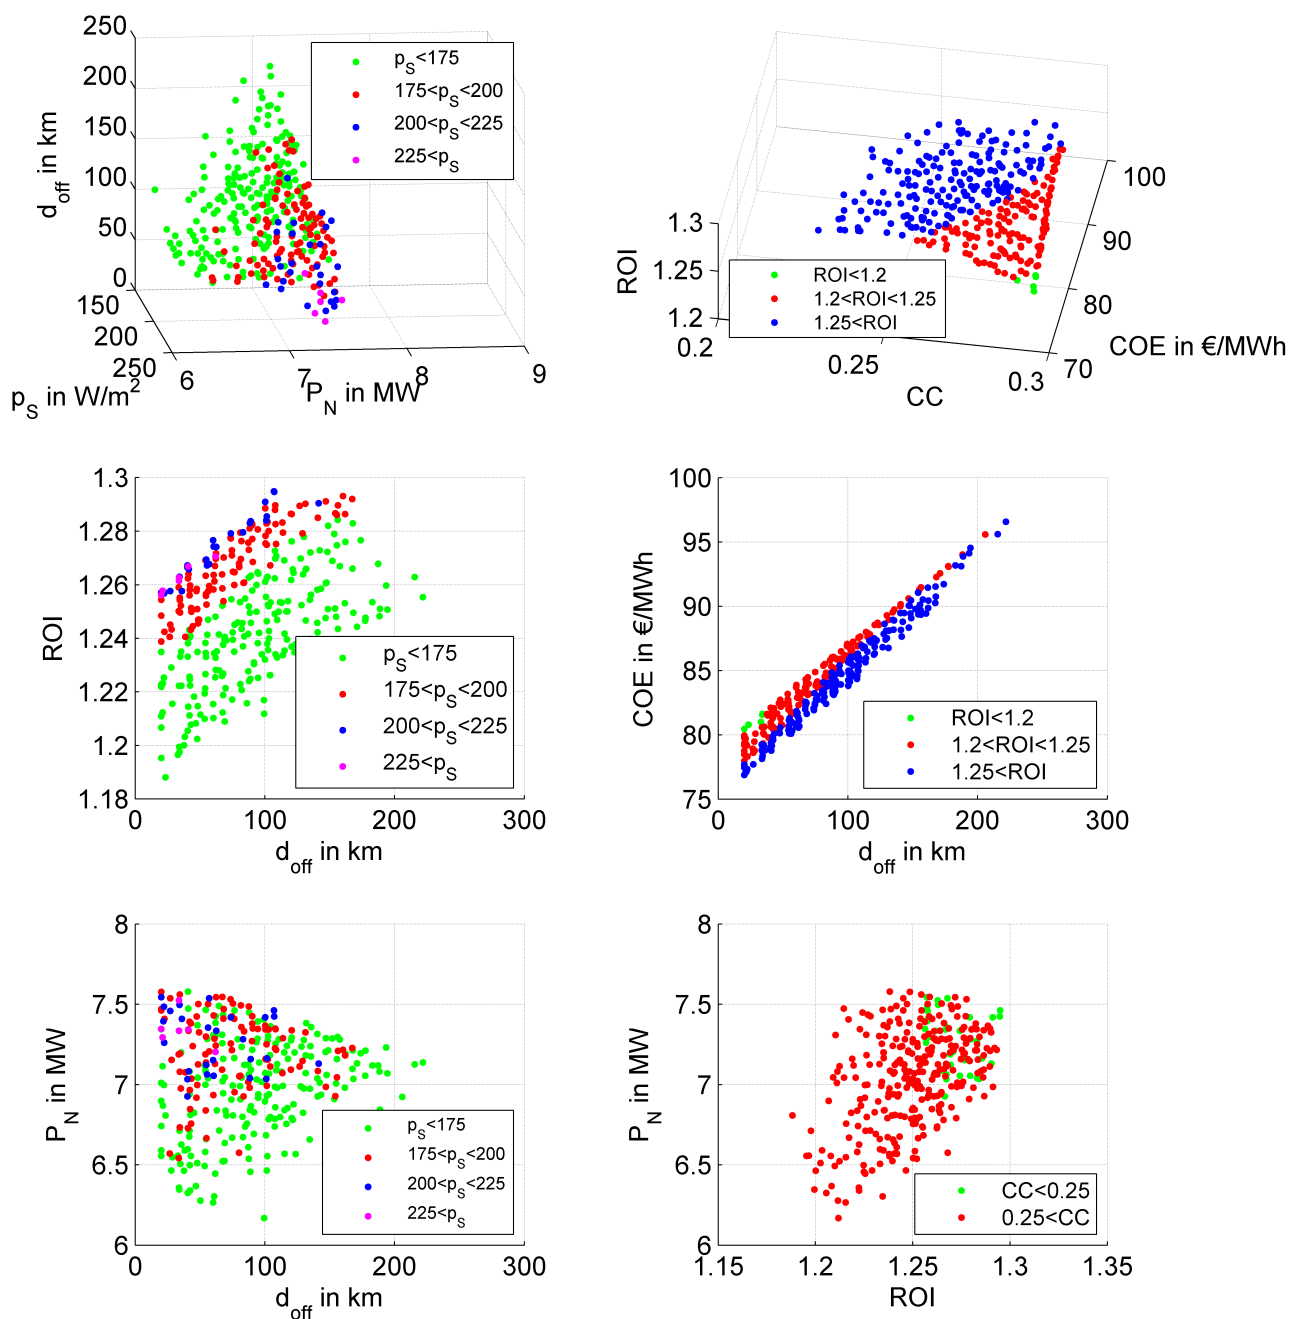 250
200
150
100
50
0
d_off in km
150
200
250
p_S in W/m²
6
7
8
9
P_N in MW
p_S<175
175<p_S<200
200<p_S<225
225<p_S
1.3
1.25
1.2
ROI
0.2
0.25
0.3
CC
100
90
80
70
COE in €/MWh
ROI<1.2
1.2<ROI<1.25
1.25<ROI
1.3
1.28
1.26
1.24
1.22
1.2
1.18
ROI
0
100
200
300
d_off in km
p_S<175
175<p_S<200
200<p_S<225
225<p_S
100
95
90
85
80
75
COE in €/MWh
0
100
200
300
d_off in km
ROI<1.2
1.2<ROI<1.25
1.25<ROI
8
7.5
7
6.5
6
P_N in MW
0
100
200
300
d_off in km
p_S<175
175<p_S<200
200<p_S<225
225<p_S
8
7.5
7
6.5
6
P_N in MW
1.15
1.2
1.25
1.3
1.35
ROI
CC<0.25
0.25<CC